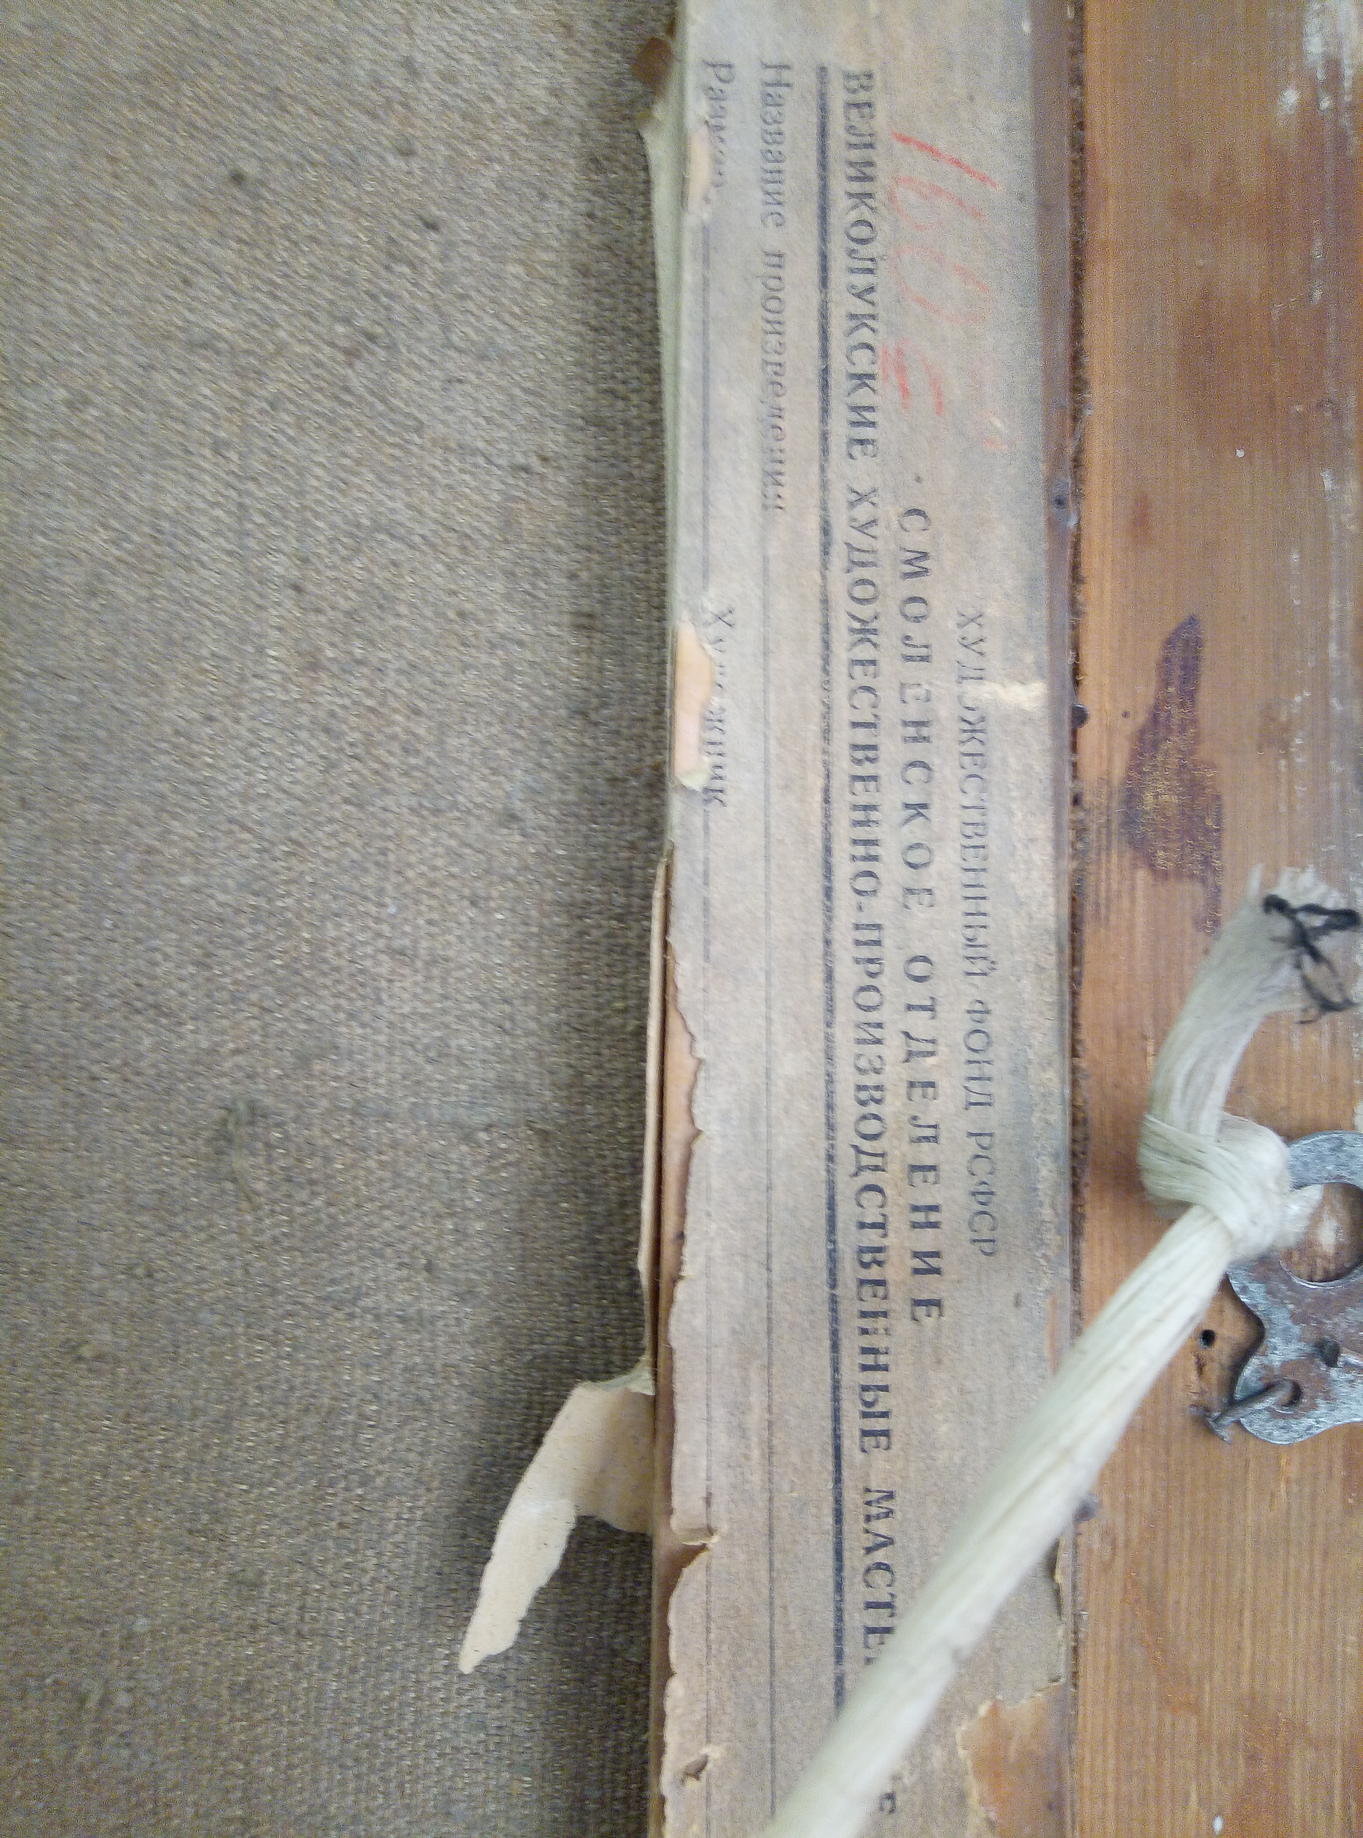 ХУДОЖЕСТВЕННЫЙ ФОНД РСФСР
СМОЛЕНСКОЕ ОТДЕЛЕНИЕ
ВЕЛИКОЛУКСКИЕ ХУДОЖЕСТВЕННО-ПРОИЗВОДСТВЕННЫЕ
Название произведения
Художник